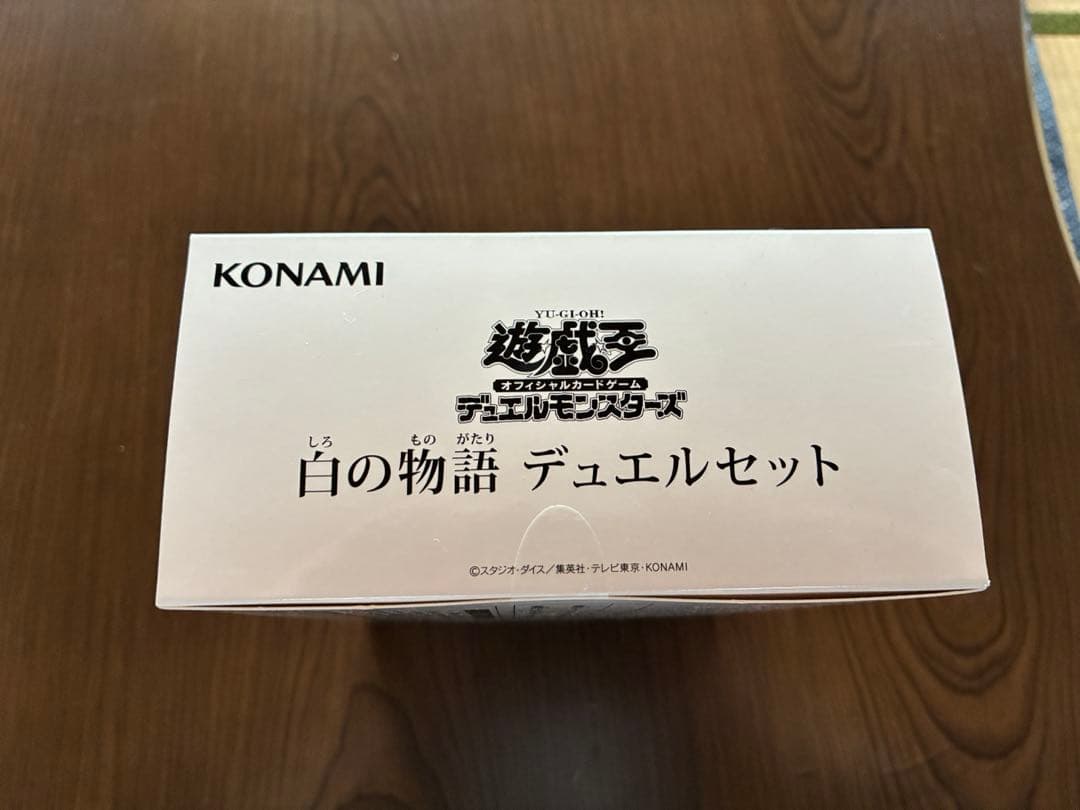 KONAMI
YU-GI-OH!
遊戯王
オフィシャルカードゲーム
デュエルモンスターズ
しろ もの がたり
白の物語 デュエルセット
©スタジオ・ダイス／集英社・テレビ東京・KONAMI